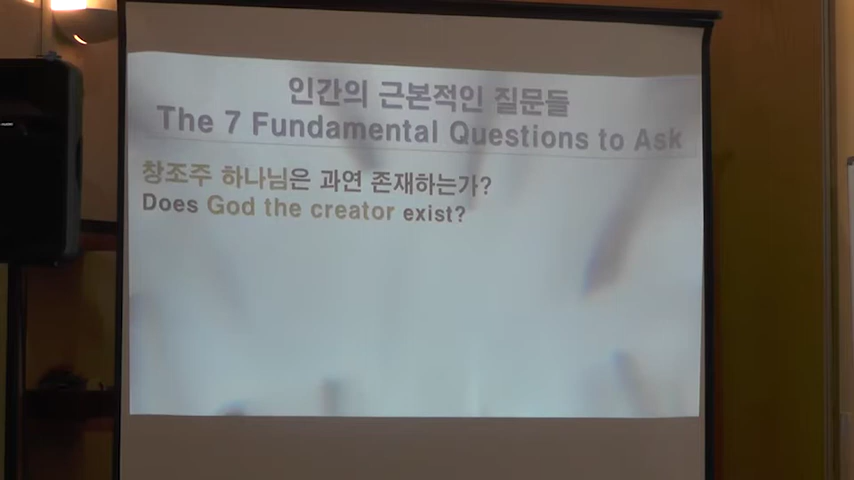 인간의 근본적인 질문들
The 7 Fundamental Questions to Ask
창조주 하나님은 과연 존재하는가?
Does God the creator exist?